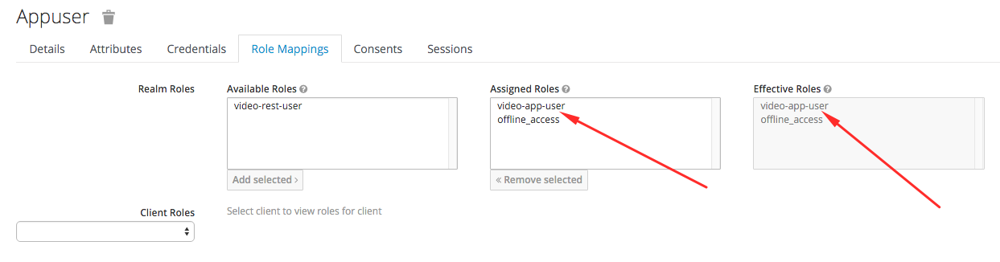 Appuser
Details Attributes Credentials Role Mappings Consents Sessions
Realm Roles Available Roles Assigned Roles Effective Roles
video-rest-user video-app-user video-app-user
offline_access offline_access
Add selected › « Remove selected
Client Roles Select client to view roles for client